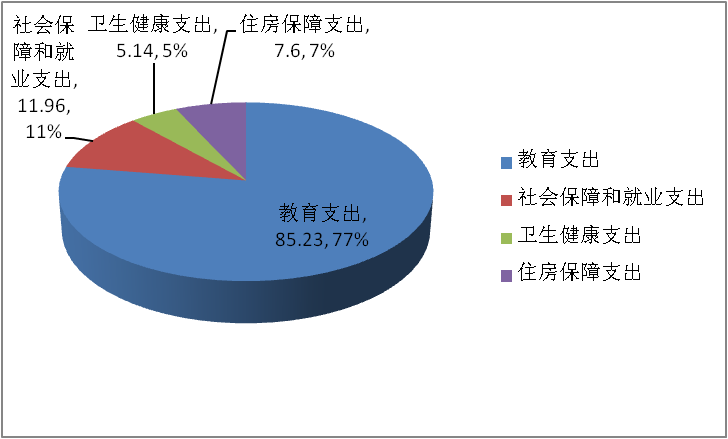 社会保
障和就
业支出,
11.96,
11%
卫生健康支出,
5.14, 5%
住房保障支出,
7.6, 7%
教育支出,
85.23, 77%
教育支出
社会保障和就业支出
卫生健康支出
住房保障支出